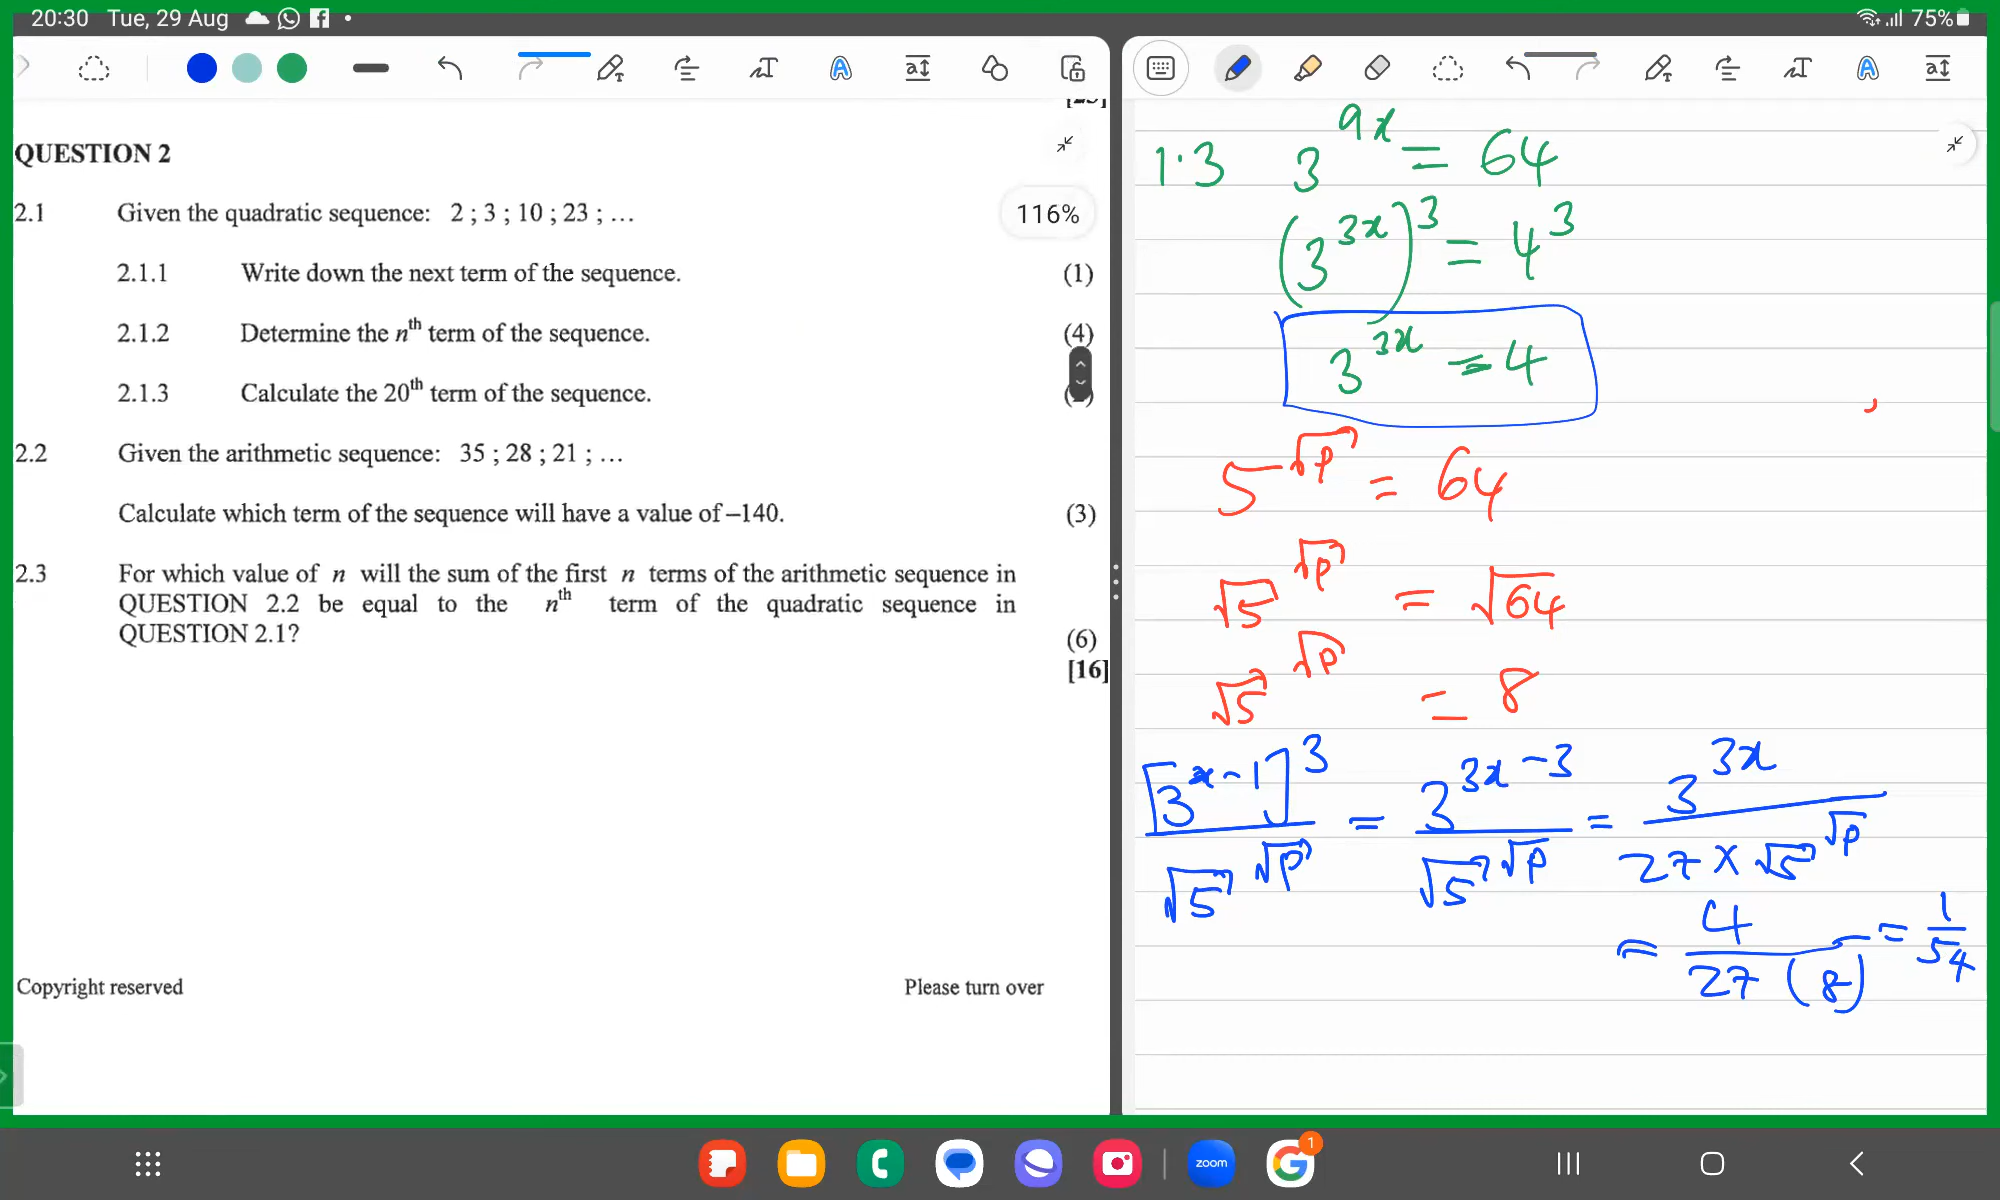 20:30 Tue, 29 Aug
75%
[25]
QUESTION 2
116%
2.1 Given the quadratic sequence: 2 ; 3 ; 10 ; 23 ; ...
2.1.1 Write down the next term of the sequence. (1)
2.1.2 Determine the nth term of the sequence. (4)
2.1.3 Calculate the 20th term of the sequence.
2.2 Given the arithmetic sequence: 35 ; 28 ; 21 ; ...
Calculate which term of the sequence will have a value of –140. (3)
2.3 For which value of n will the sum of the first n terms of the arithmetic sequence in
QUESTION 2.2 be equal to the nth term of the quadratic sequence in
QUESTION 2.1? (6)
[16]
Copyright reserved Please turn over
1.3 3^9x = 64
(3^3x)^3 = 4^3
3^3x = 4
5^√p = 64
√5^√p = √64
√5^√p = 8
[3^x-1]^3 / √5^√p = 3^3x-3 / √5^√p = 3^3x / 27 × √5^√p
= 4 / 27 (8) = 1/54
zoom
1